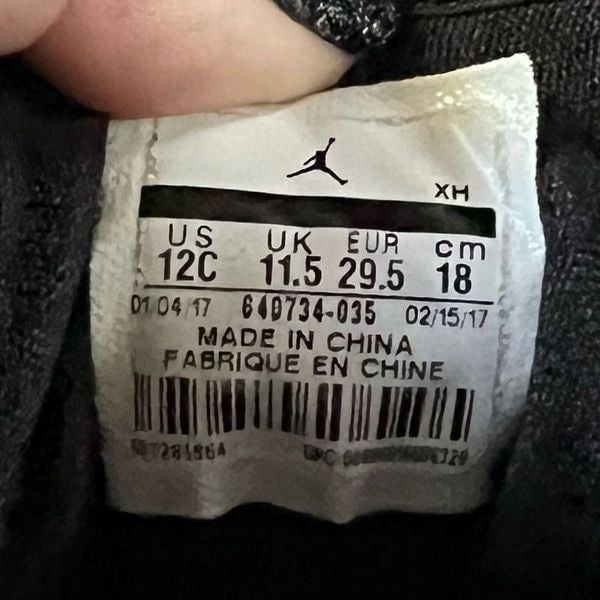 XH
US UK EUR cm
12C 11.5 29.5 18
01/04/17 640734-035 02/15/17
MADE IN CHINA
FABRIQUE EN CHINE